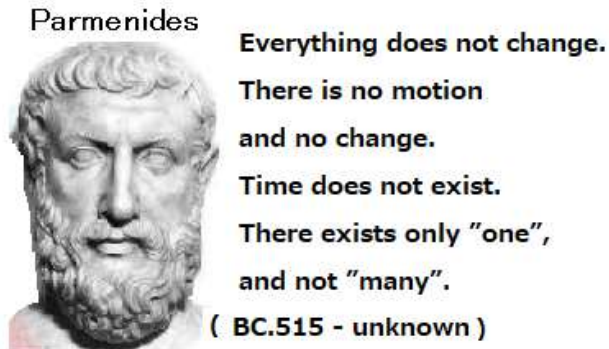 Parmenides
Everything does not change.
There is no motion
and no change.
Time does not exist.
There exists only ”one”,
and not ”many”.
( BC.515 - unknown )